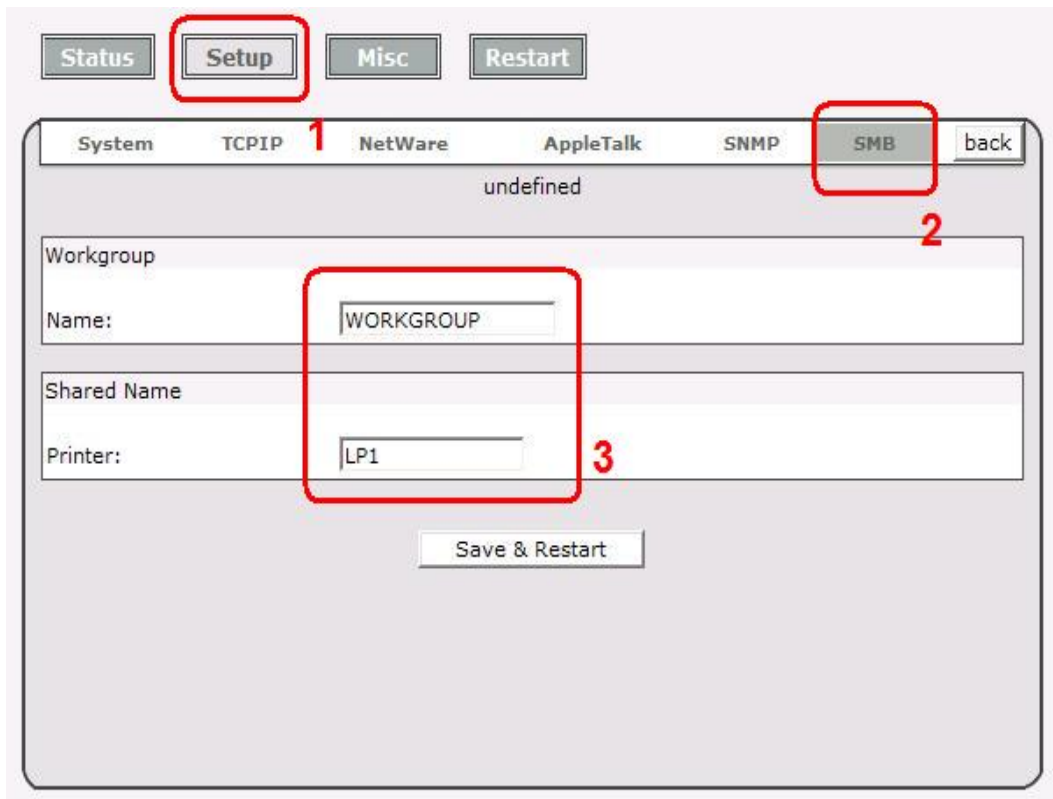 Status Setup Misc Restart
1
System TCPIP NetWare AppleTalk SNMP SMB back
undefined
2
Workgroup
Name: WORKGROUP
Shared Name
Printer: LP1
3
Save & Restart